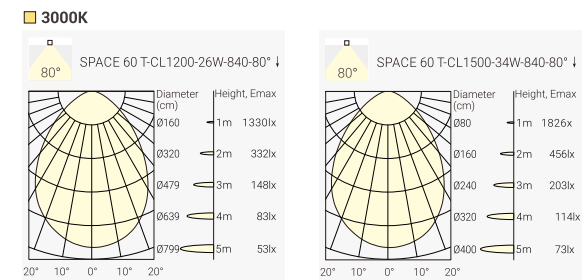 3000K
80°
SPACE 60 T-CL1200-26W-840-80° ↓
Diameter (cm)
Height, Emax
Ø160 1m 1330lx
Ø320 2m 332lx
Ø479 3m 148lx
Ø639 4m 83lx
Ø799 5m 53lx
20° 10° 0° 10° 20°
80°
SPACE 60 T-CL1500-34W-840-80° ↓
Diameter (cm)
Height, Emax
Ø80 1m 1826x
Ø160 2m 456lx
Ø240 3m 203lx
Ø320 4m 114lx
Ø400 5m 73lx
20° 10° 0° 10° 20°